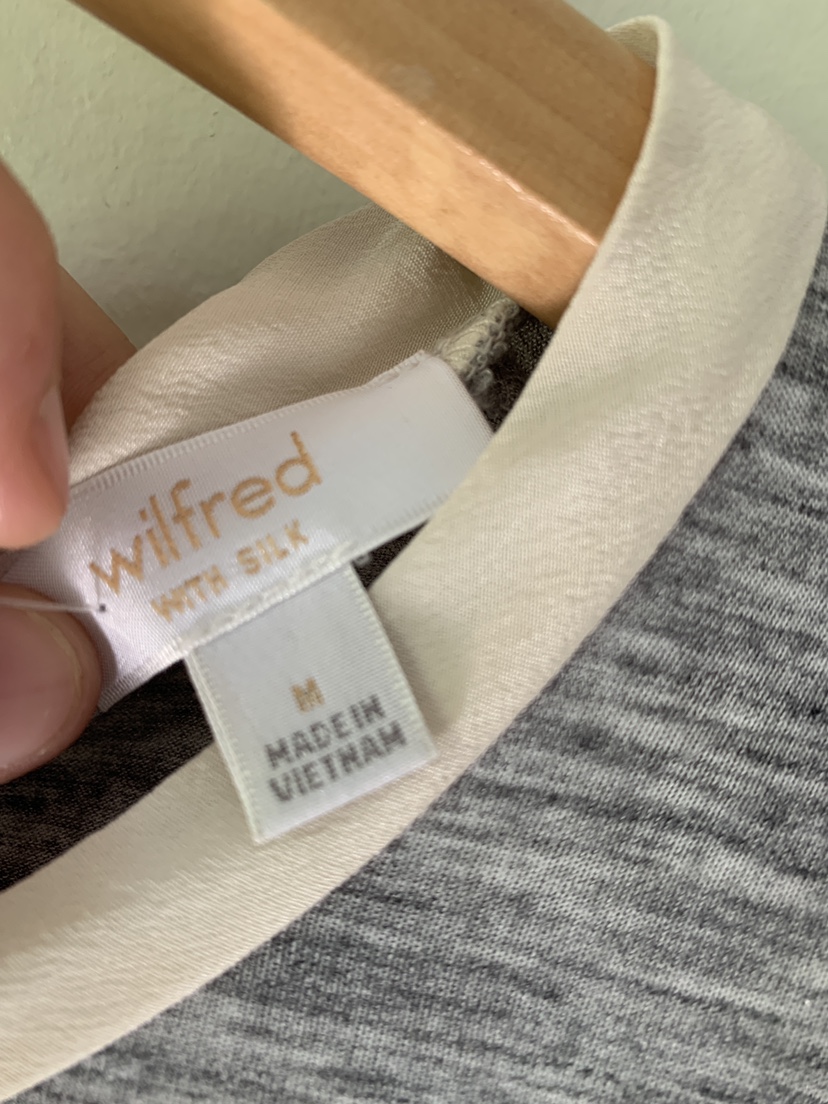 wilfred
WITH SILK
M
MADE IN
VIETNAM